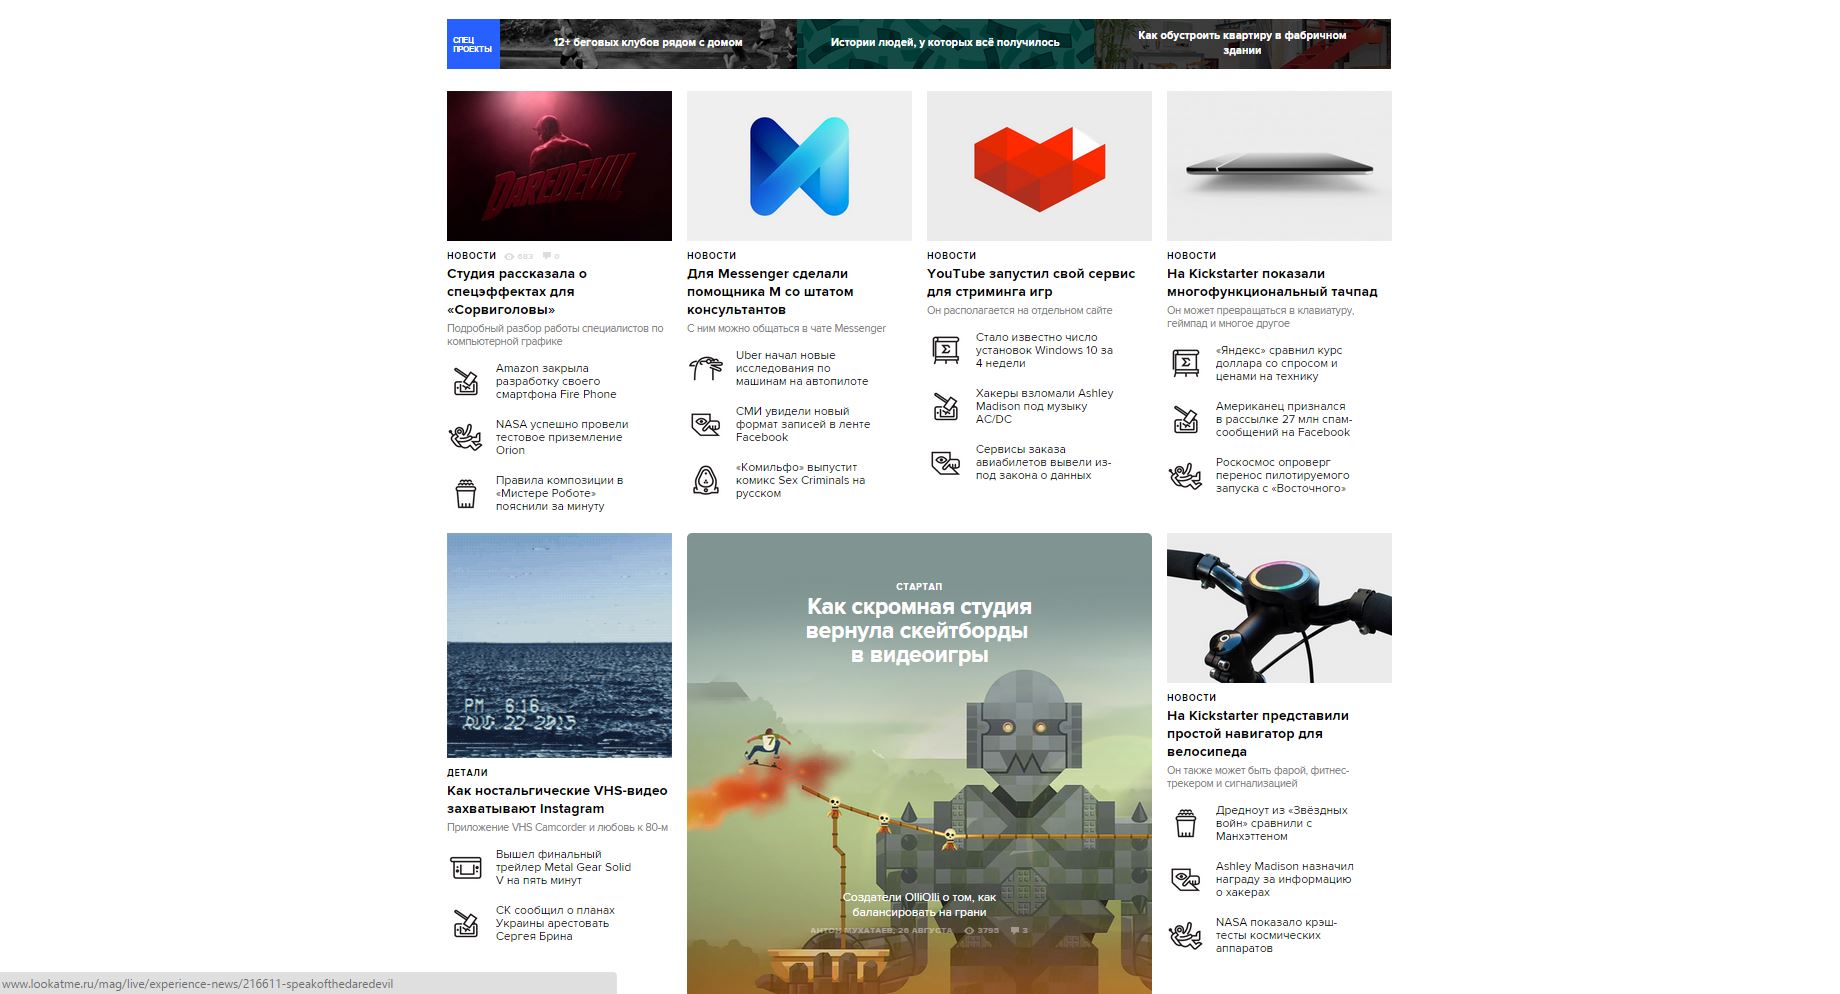 СПЕЦ
ПРОЕКТЫ
12+ беговых клубов рядом с домом
Истории людей, у которых всё получилось
Как обустроить квартиру в фабричном
здании
DAREDEVIL
НОВОСТИ 683 0
Студия рассказала о
спецэффектах для
«Сорвиголовы»
Подробный разбор работы специалистов по
компьютерной графике
Amazon закрыла
разработку своего
смартфона Fire Phone
NASA успешно провели
тестовое приземление
Orion
Правила композиции в
«Мистере Роботе»
пояснили за минуту
НОВОСТИ
Для Messenger сделали
помощника М со штатом
консультантов
С ним можно общаться в чате Messenger
Uber начал новые
исследования по
машинам на автопилоте
СМИ увидели новый
формат записей в ленте
Facebook
«Комильфо» выпустит
комикс Sex Criminals на
русском
НОВОСТИ
YouTube запустил свой сервис
для стриминга игр
Он располагается на отдельном сайте
Стало известно число
установок Windows 10 за
4 недели
Хакеры взломали Ashley
Madison под музыку
AC/DC
Сервисы заказа
авиабилетов вывели из-
под закона о данных
НОВОСТИ
На Kickstarter показали
многофункциональный тачпад
Он может превращаться в клавиатуру,
геймпад и многое другое
«Яндекс» сравнил курс
доллара со спросом и
ценами на технику
Американец признался
в рассылке 27 млн спам-
сообщений на Facebook
Роскосмос опроверг
перенос пилотируемого
запуска с «Восточного»
PM 6:16
AUG 22 2015
ДЕТАЛИ
Как ностальгические VHS-видео
захватывают Instagram
Приложение VHS Camcorder и любовь к 80-м
Вышел финальный
трейлер Metal Gear Solid
V на пять минут
СК сообщил о планах
Украины арестовать
Сергея Брина
СТАРТАП
Как скромная студия
вернула скейтборды
в видеоигры
7
Создатели OlliOlli о том, как
балансировать на грани
АНТОН МУХАТАЕВ, 26 АВГУСТА 3795 3
НОВОСТИ
На Kickstarter представили
простой навигатор для
велосипеда
Он также может быть фарой, фитнес-
трекером и сигнализацией
Дредноут из «Звёздных
войн» сравнили с
Манхэттеном
Ashley Madison назначил
награду за информацию
о хакерах
NASA показало крэш-
тесты космических
аппаратов
www.lookatme.ru/mag/live/experience-news/216611-speakofthedaredevil